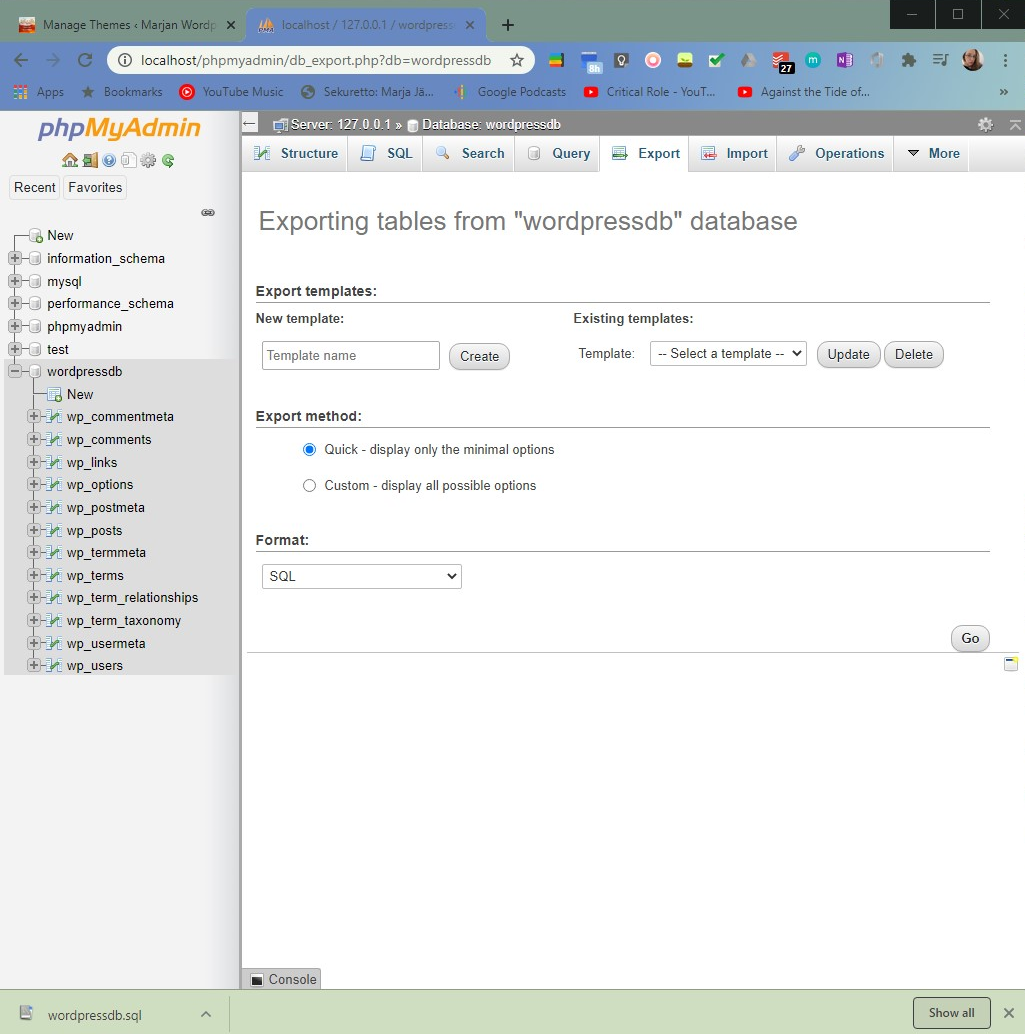 Manage Themes ‹ Marjan Wordp
localhost / 127.0.0.1 / wordpress
localhost/phpmyadmin/db_export.php?db=wordpressdb
8h
27
m
N
Apps
Bookmarks
YouTube Music
Sekuretto: Marja Jä...
Google Podcasts
Critical Role - YouT...
Against the Tide of...
»
phpMyAdmin
Server: 127.0.0.1 » Database: wordpressdb
Structure
SQL
Search
Query
Export
Import
Operations
More
Recent
Favorites
New
information_schema
mysql
performance_schema
phpmyadmin
test
wordpressdb
New
wp_commentmeta
wp_comments
wp_links
wp_options
wp_postmeta
wp_posts
wp_termmeta
wp_terms
wp_term_relationships
wp_term_taxonomy
wp_usermeta
wp_users
Exporting tables from "wordpressdb" database
Export templates:
New template:
Existing templates:
Template name
Create
Template:
-- Select a template --
Update
Delete
Export method:
Quick - display only the minimal options
Custom - display all possible options
Format:
SQL
Go
Console
wordpressdb.sql
Show all